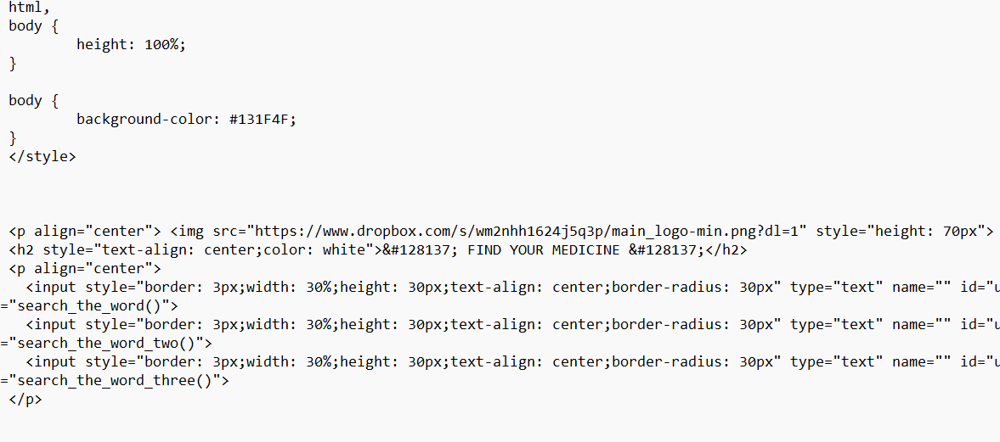 html,
body {
        height: 100%;
}
body {
        background-color: #131F4F;
}
</style>
<p align="center"> <img src="https://www.dropbox.com/s/wm2nhh1624j5q3p/main_logo-min.png?dl=1" style="height: 70px">
<h2 style="text-align: center;color: white">&#128137; FIND YOUR MEDICINE &#128137;</h2>
<p align="center">
  <input style="border: 3px;width: 30%;height: 30px;text-align: center;border-radius: 30px" type="text" name="" id="u
="search_the_word()">
  <input style="border: 3px;width: 30%;height: 30px;text-align: center;border-radius: 30px" type="text" name="" id="u
="search_the_word_two()">
  <input style="border: 3px;width: 30%;height: 30px;text-align: center;border-radius: 30px" type="text" name="" id="u
="search_the_word_three()">
</p>